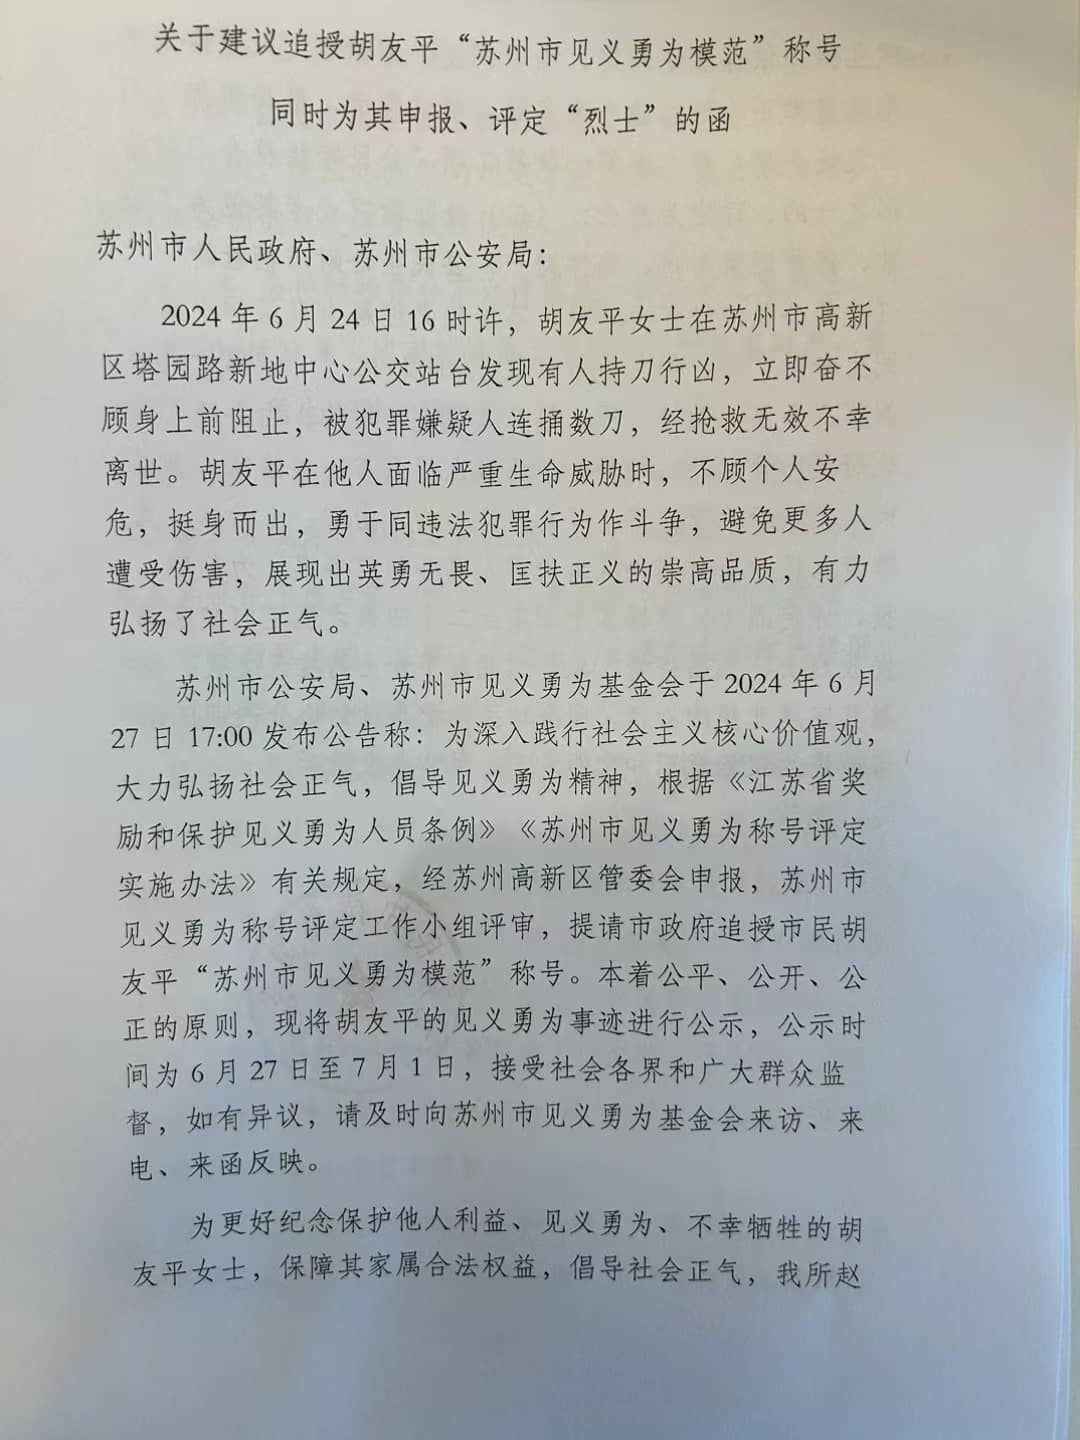 关于建议追授胡友平“苏州市见义勇为模范”称号
同时为其申报、评定“烈士”的函
苏州市人民政府、苏州市公安局：
2024 年 6 月 24 日 16 时许，胡友平女士在苏州市高新
区塔园路新地中心公交站台发现有人持刀行凶，立即奋不
顾身上前阻止，被犯罪嫌疑人连捅数刀，经抢救无效不幸
离世。胡友平在他人面临严重生命威胁时，不顾个人安
危，挺身而出，勇于同违法犯罪行为作斗争，避免更多人
遭受伤害，展现出英勇无畏、匡扶正义的崇高品质，有力
弘扬了社会正气。
苏州市公安局、苏州市见义勇为基金会于 2024 年 6 月
27 日 17:00 发布公告称：为深入践行社会主义核心价值观，
大力弘扬社会正气，倡导见义勇为精神，根据《江苏省奖
励和保护见义勇为人员条例》《苏州市见义勇为称号评定
实施办法》有关规定，经苏州高新区管委会申报，苏州市
见义勇为称号评定工作小组评审，提请市政府追授市民胡
友平“苏州市见义勇为模范”称号。本着公平、公开、公
正的原则，现将胡友平的见义勇为事迹进行公示，公示时
间为 6 月 27 日至 7 月 1 日，接受社会各界和广大群众监
督，如有异议，请及时向苏州市见义勇为基金会来访、来
电、来函反映。
为更好纪念保护他人利益、见义勇为、不幸牺牲的胡
友平女士，保障其家属合法权益，倡导社会正气，我所赵